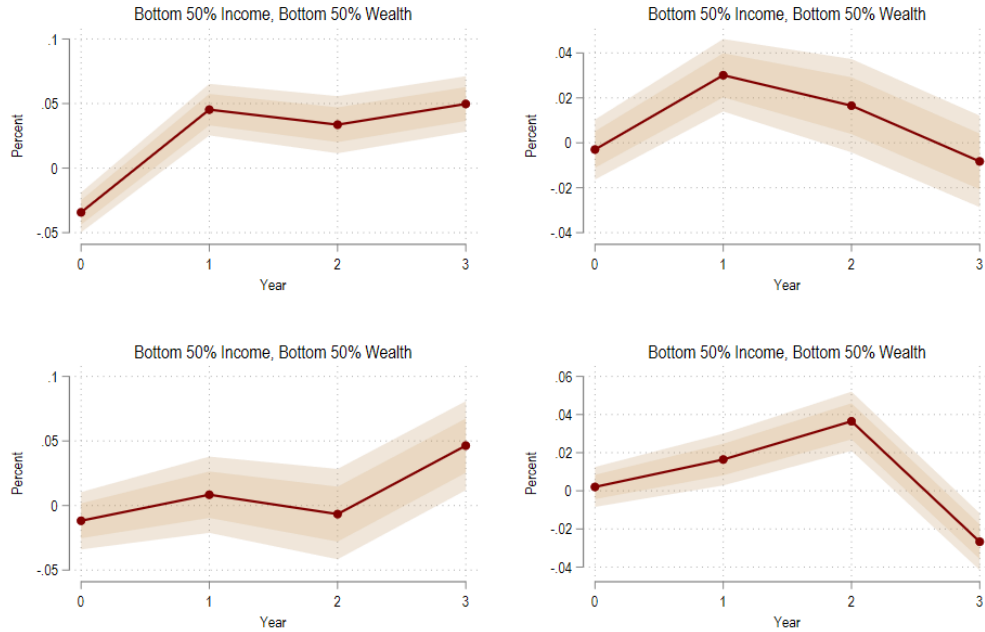 Bottom 50% Income, Bottom 50% Wealth
.1
.05
0
-.05
Percent
0 1 2 3
Year
Bottom 50% Income, Bottom 50% Wealth
.04
.02
0
-.02
-.04
Percent
0 1 2 3
Year
Bottom 50% Income, Bottom 50% Wealth
.1
.05
0
-.05
Percent
0 1 2 3
Year
Bottom 50% Income, Bottom 50% Wealth
.06
.04
.02
0
-.02
-.04
Percent
0 1 2 3
Year